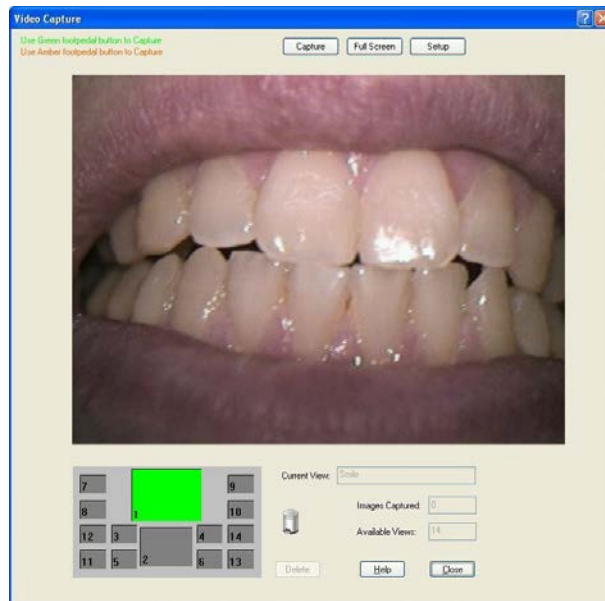 Video Capture
Use Green footpedal button to Capture
Use Amber footpedal button to Capture
Capture Full Screen Setup
7 1 9
8 10
12 3 2 4 14
11 5 6 13
Current View: Smile
Images Captured: 0
Available Views: 14
Delete Help Close